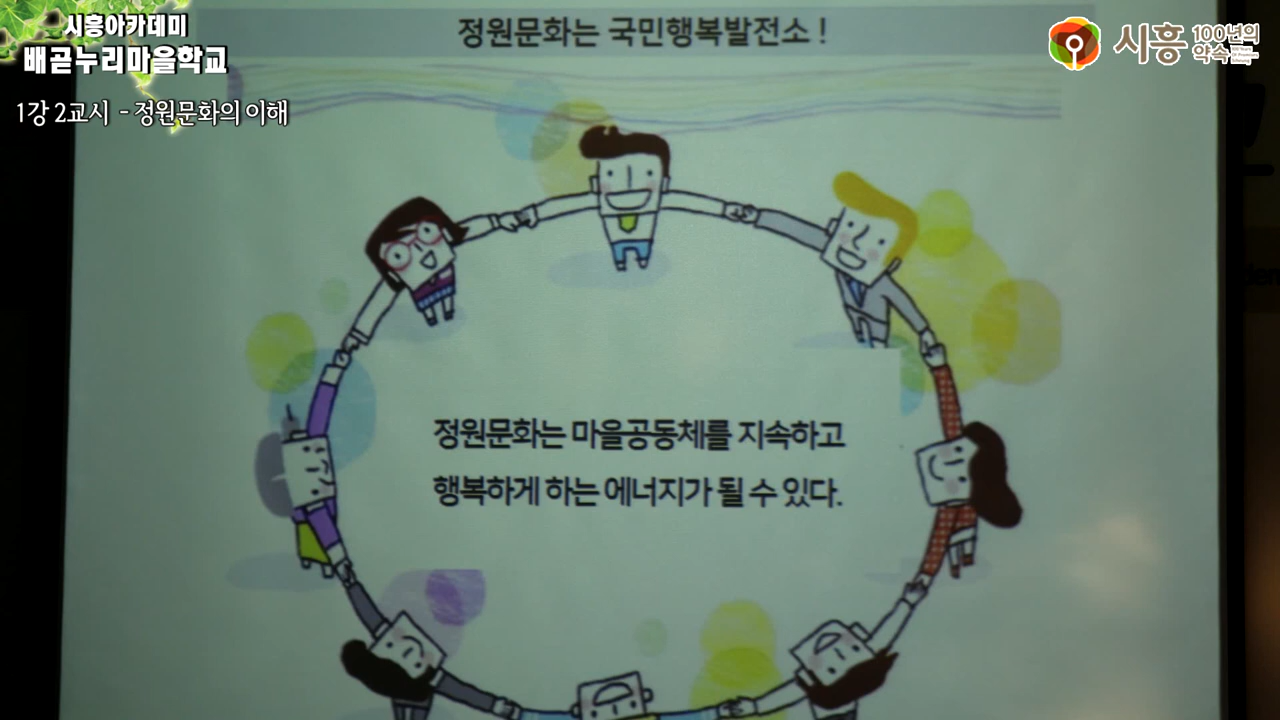 시흥아카데미
배곧누리마을학교
1강 2교시 - 정원문화의 이해
정원문화는 국민행복발전소 !
시흥 100년의
약속
정원문화는 마을공동체를 지속하고
행복하게 하는 에너지가 될 수 있다.